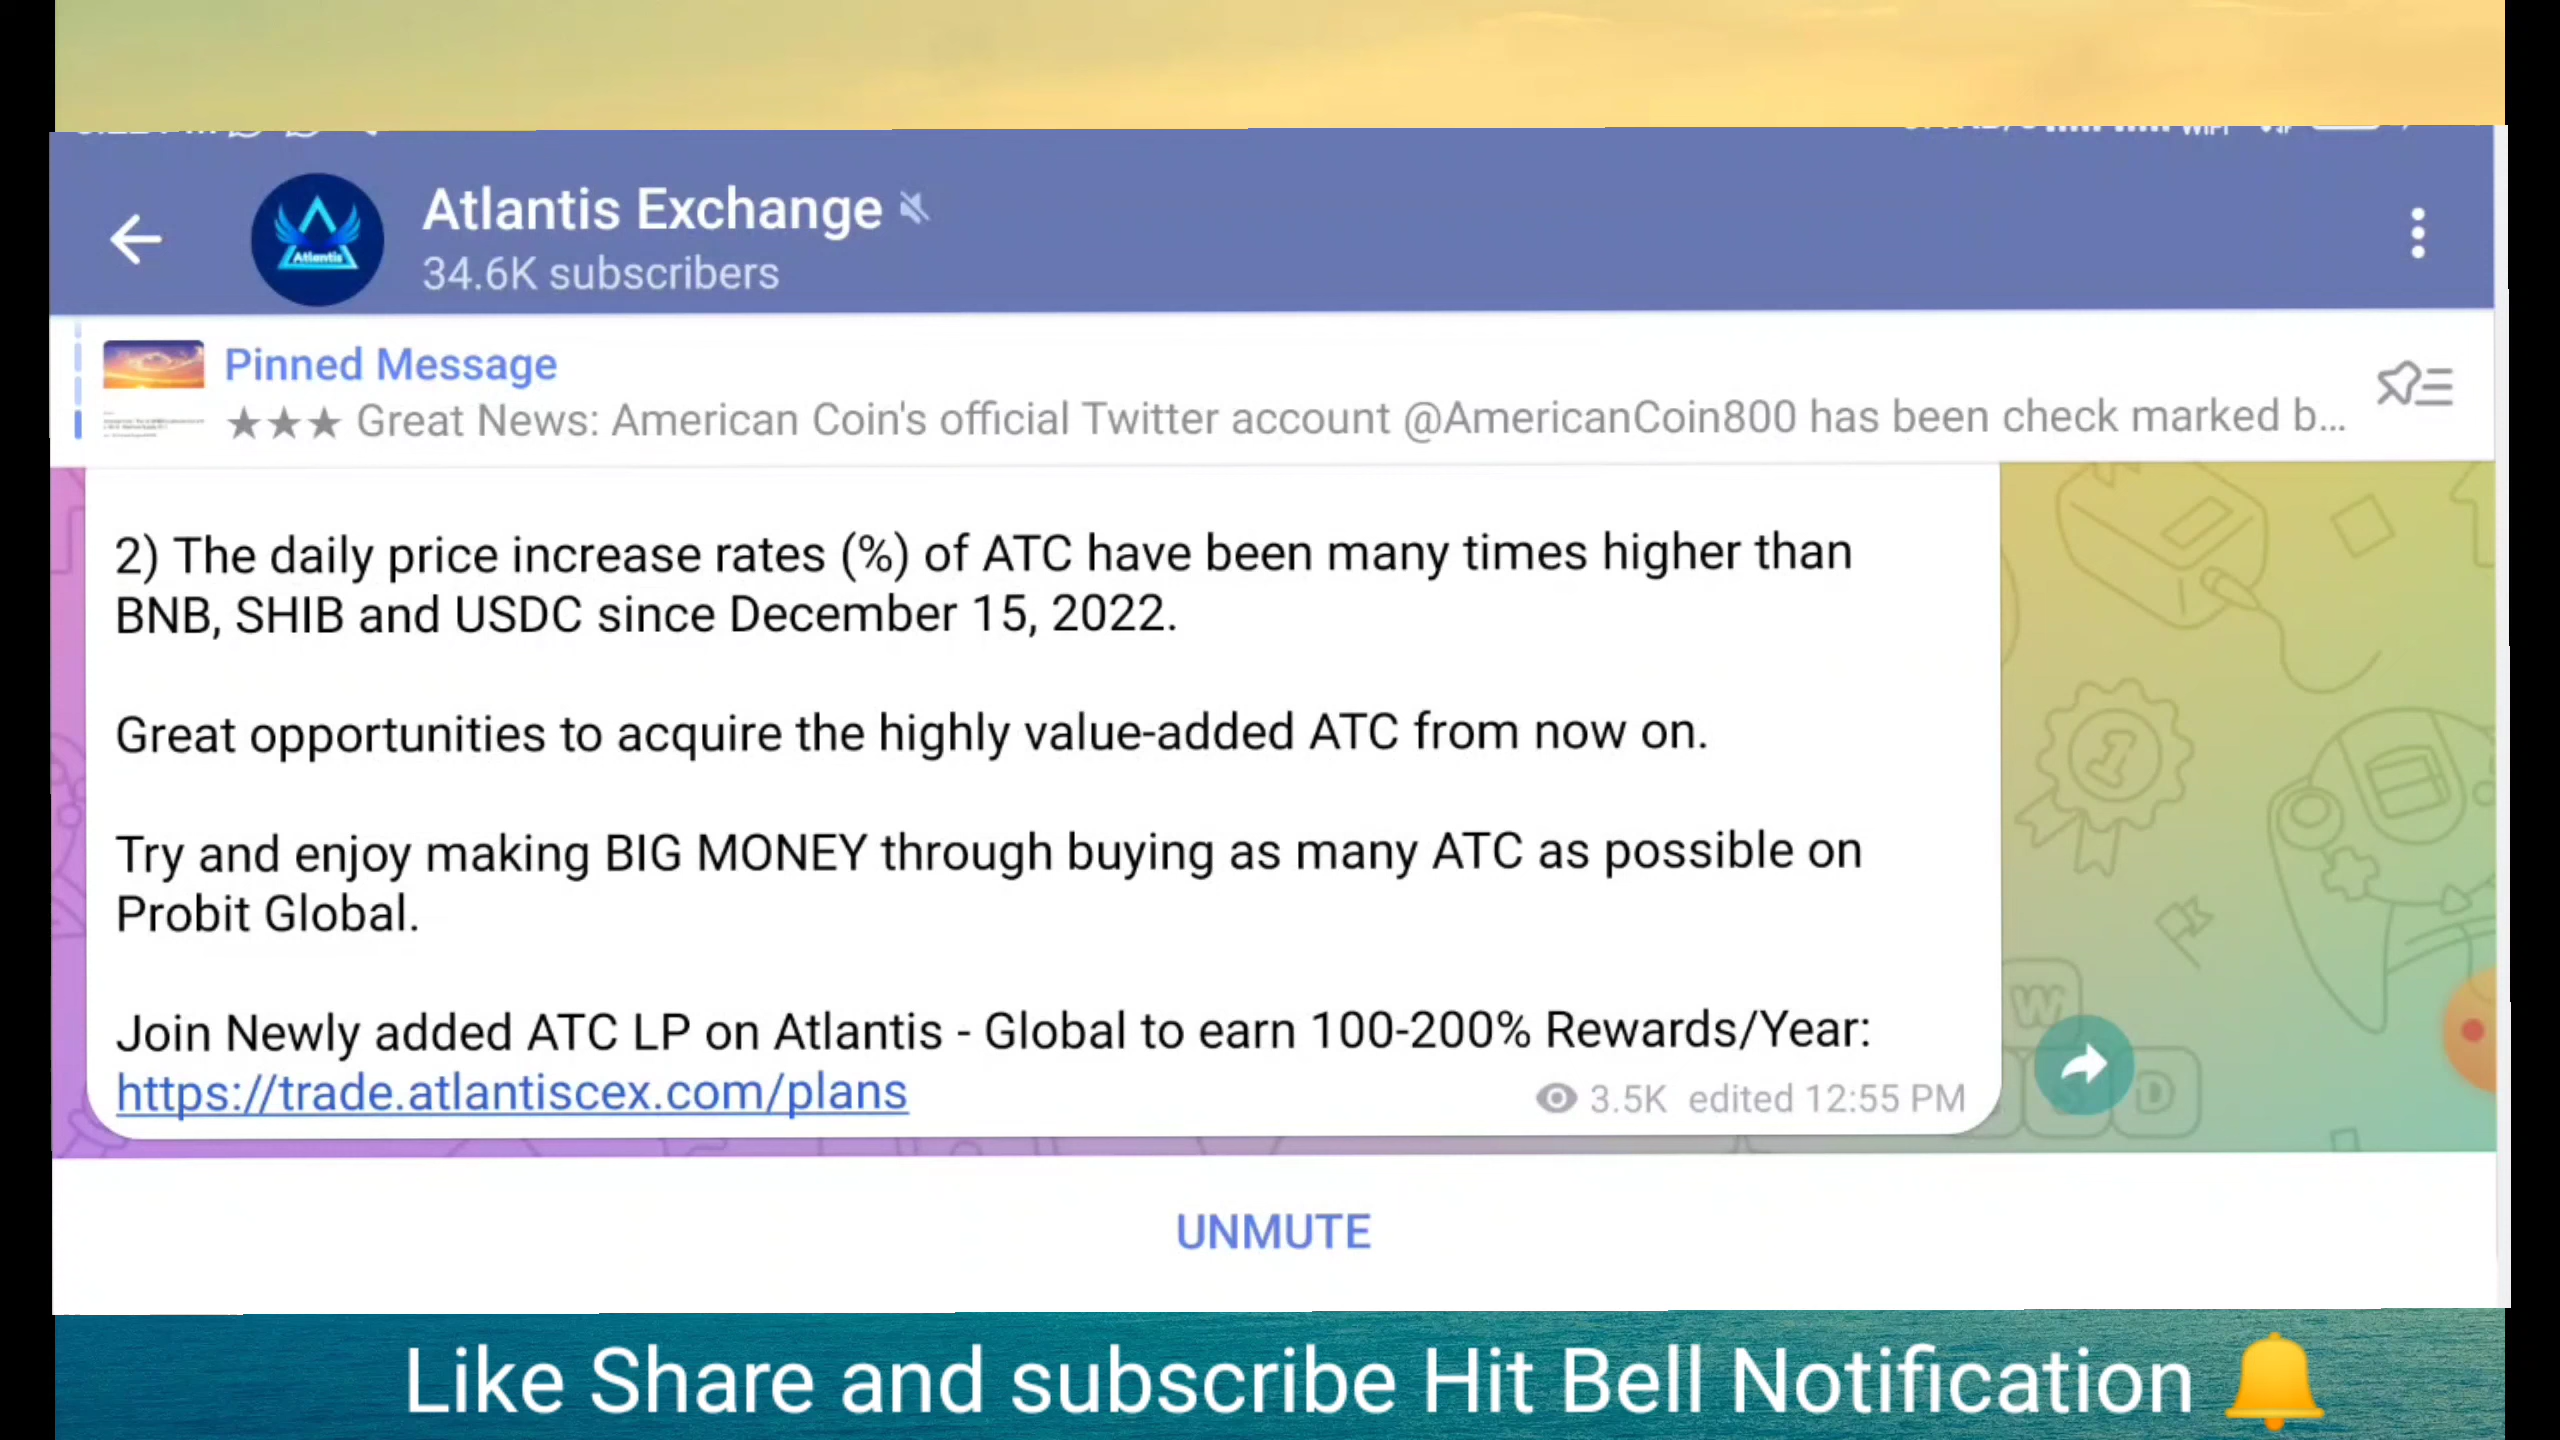 Atlantis Exchange
34.6K subscribers
Atlantis
Pinned Message
★★★ Great News: American Coin's official Twitter account @AmericanCoin800 has been check marked b...
2) The daily price increase rates (%) of ATC have been many times higher than
BNB, SHIB and USDC since December 15, 2022.
Great opportunities to acquire the highly value-added ATC from now on.
Try and enjoy making BIG MONEY through buying as many ATC as possible on
Probit Global.
Join Newly added ATC LP on Atlantis - Global to earn 100-200% Rewards/Year:
https://trade.atlantiscex.com/plans
3.5K edited 12:55 PM
W
D
UNMUTE
Like Share and subscribe Hit Bell Notification 🔔